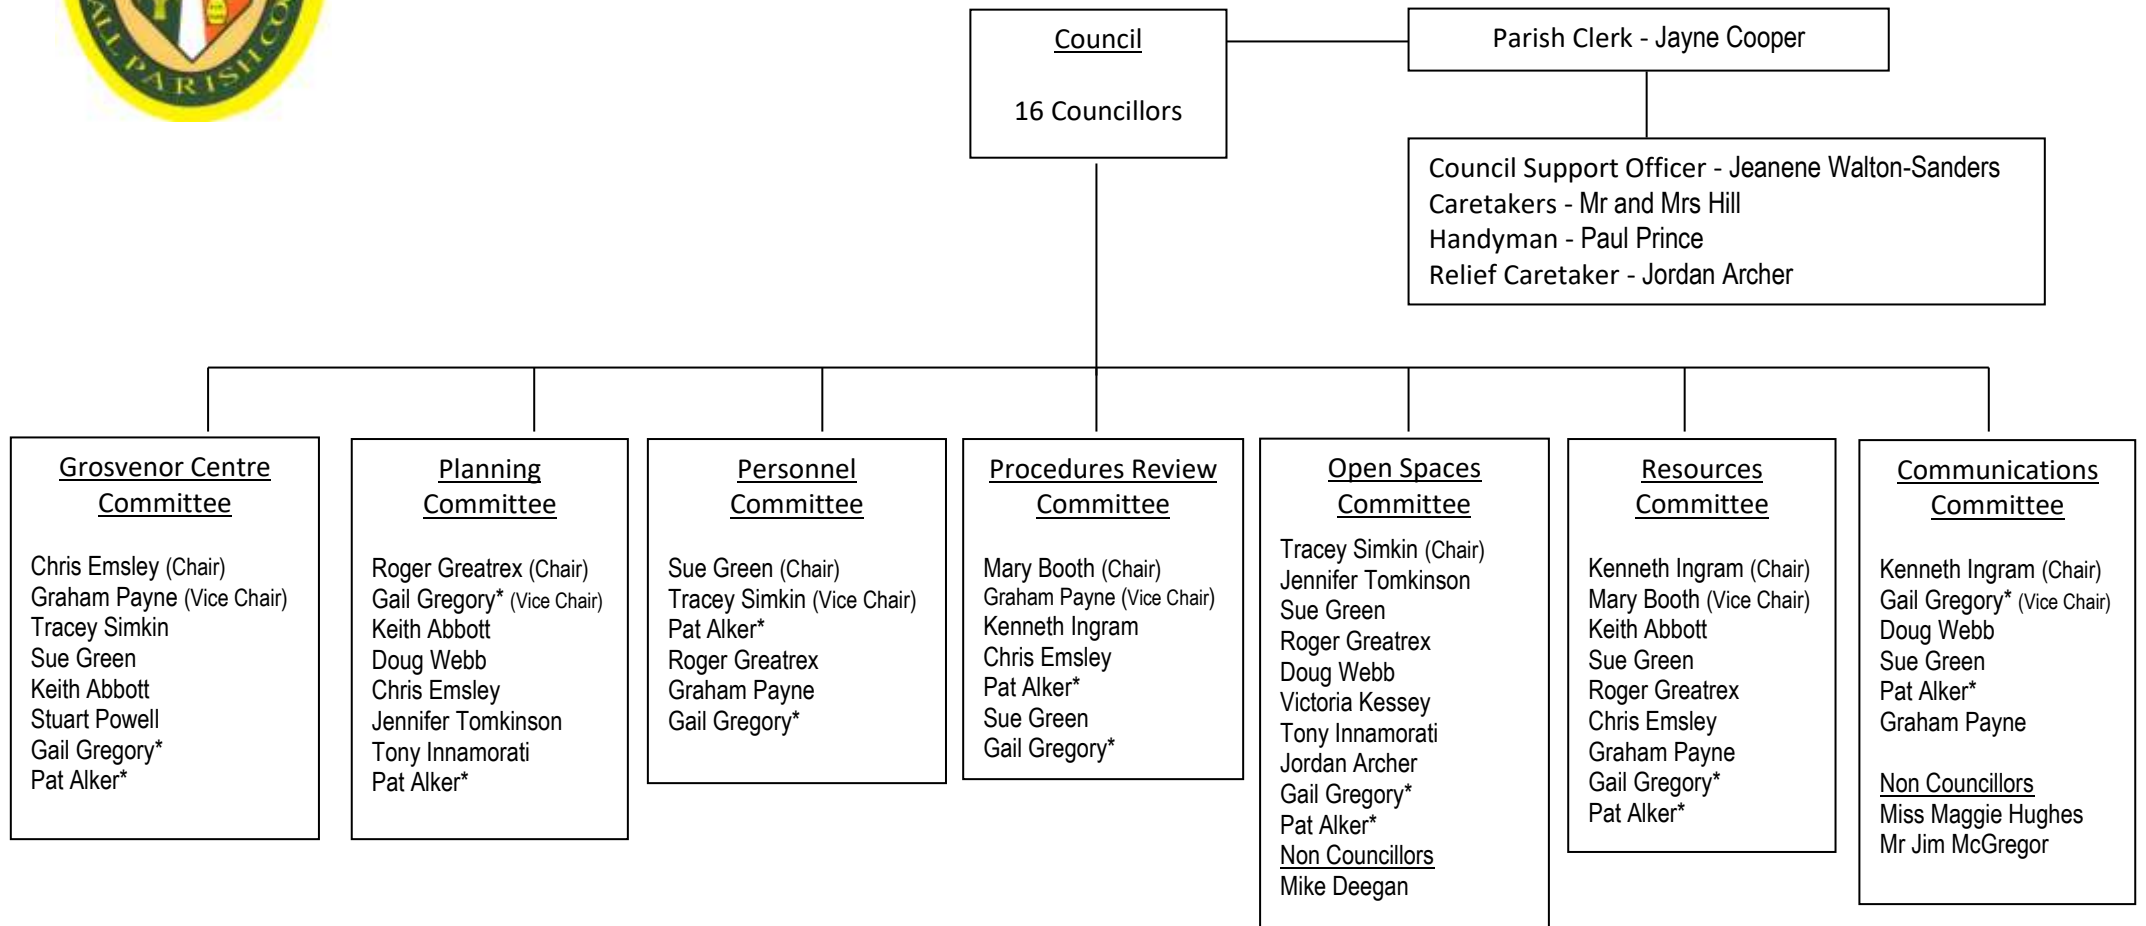 ALL PARISH CO
Council
16 Councillors
Parish Clerk - Jayne Cooper
Council Support Officer - Jeanene Walton-Sanders
Caretakers - Mr and Mrs Hill
Handyman - Paul Prince
Relief Caretaker - Jordan Archer
Grosvenor Centre
Committee
Chris Emsley (Chair)
Graham Payne (Vice Chair)
Tracey Simkin
Sue Green
Keith Abbott
Stuart Powell
Gail Gregory*
Pat Alker*
Planning
Committee
Roger Greatrex (Chair)
Gail Gregory* (Vice Chair)
Keith Abbott
Doug Webb
Chris Emsley
Jennifer Tomkinson
Tony Innamorati
Pat Alker*
Personnel
Committee
Sue Green (Chair)
Tracey Simkin (Vice Chair)
Pat Alker*
Roger Greatrex
Graham Payne
Gail Gregory*
Procedures Review
Committee
Mary Booth (Chair)
Graham Payne (Vice Chair)
Kenneth Ingram
Chris Emsley
Pat Alker*
Sue Green
Gail Gregory*
Open Spaces
Committee
Tracey Simkin (Chair)
Jennifer Tomkinson
Sue Green
Roger Greatrex
Doug Webb
Victoria Kessey
Tony Innamorati
Jordan Archer
Gail Gregory*
Pat Alker*
Non Councillors
Mike Deegan
Resources
Committee
Kenneth Ingram (Chair)
Mary Booth (Vice Chair)
Keith Abbott
Sue Green
Roger Greatrex
Chris Emsley
Graham Payne
Gail Gregory*
Pat Alker*
Communications
Committee
Kenneth Ingram (Chair)
Gail Gregory* (Vice Chair)
Doug Webb
Sue Green
Pat Alker*
Graham Payne
Non Councillors
Miss Maggie Hughes
Mr Jim McGregor